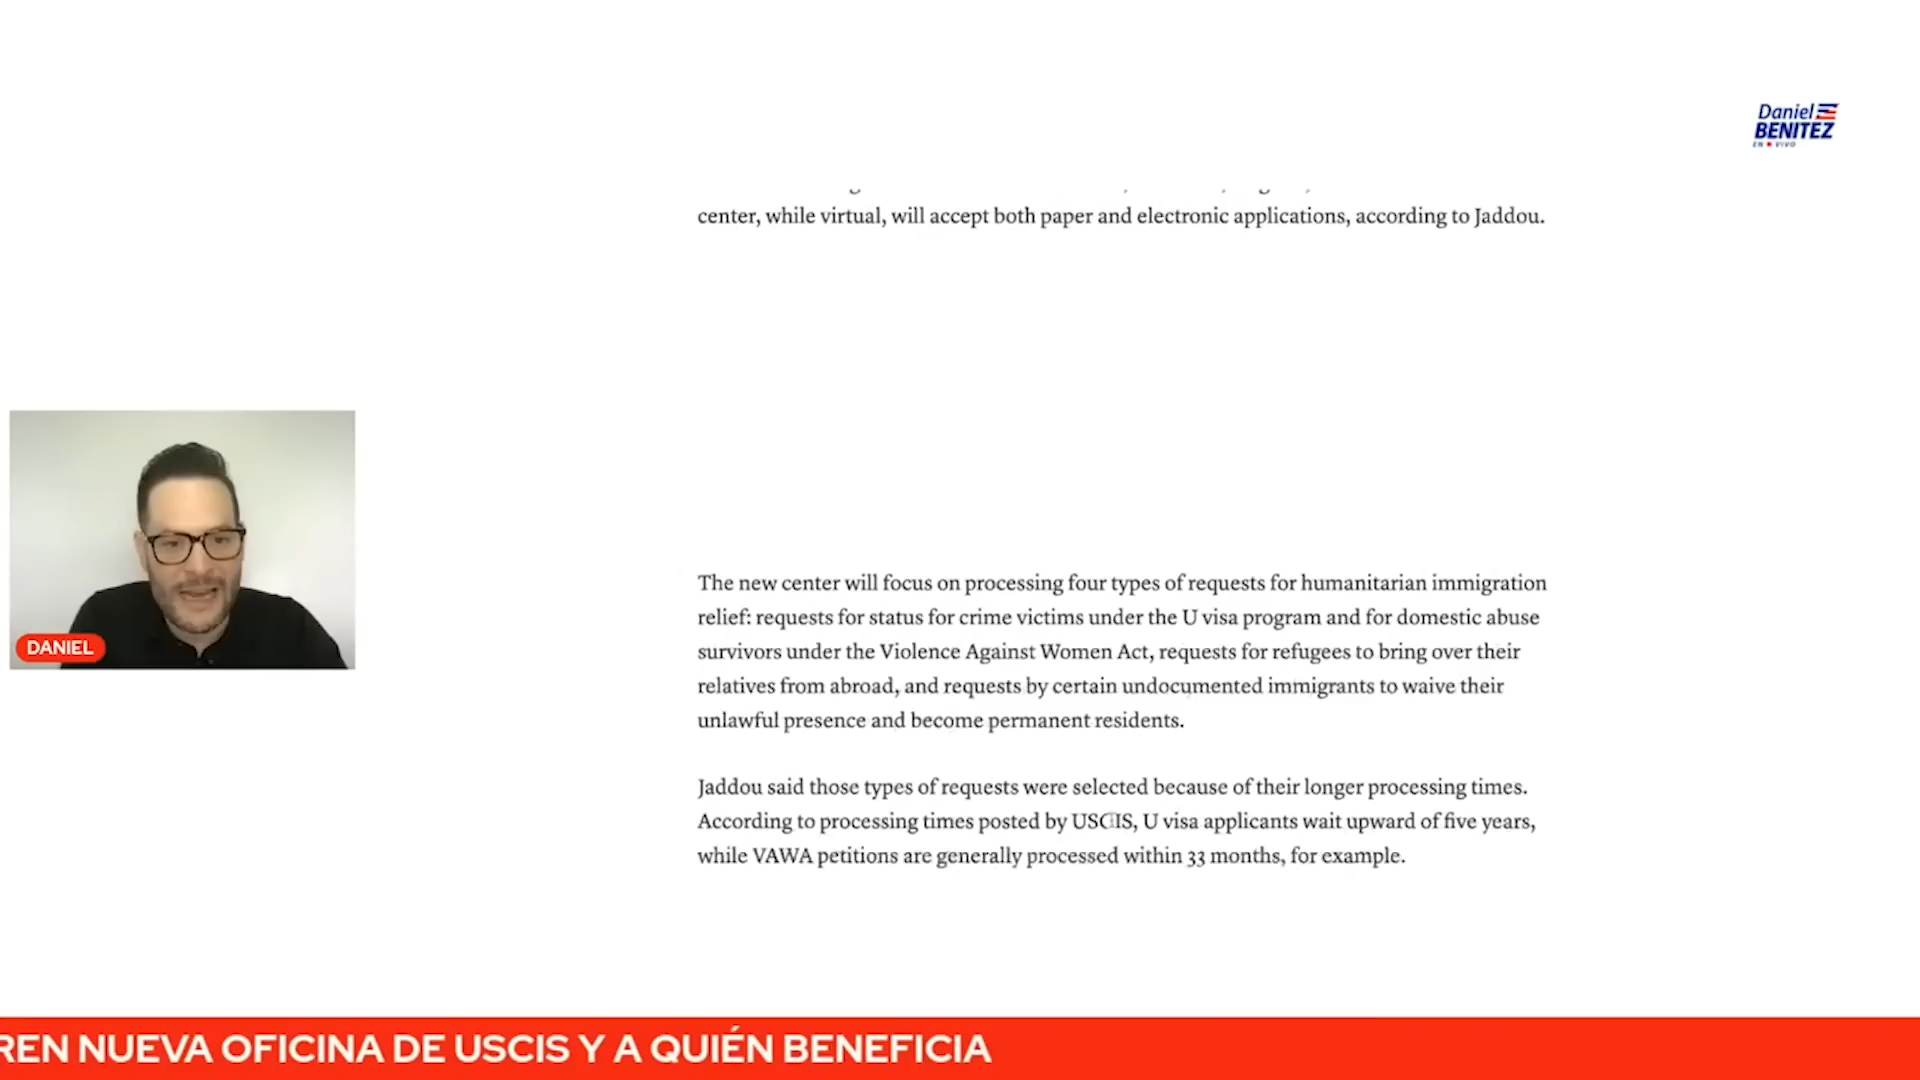 Daniel
BENITEZ
EN VIVO
center, while virtual, will accept both paper and electronic applications, according to Jaddou.
The new center will focus on processing four types of requests for humanitarian immigration
relief: requests for status for crime victims under the U visa program and for domestic abuse
survivors under the Violence Against Women Act, requests for refugees to bring over their
relatives from abroad, and requests by certain undocumented immigrants to waive their
unlawful presence and become permanent residents.
Jaddou said those types of requests were selected because of their longer processing times.
According to processing times posted by USCIS, U visa applicants wait upward of five years,
while VAWA petitions are generally processed within 33 months, for example.
DANIEL
REN NUEVA OFICINA DE USCIS Y A QUIÉN BENEFICIA